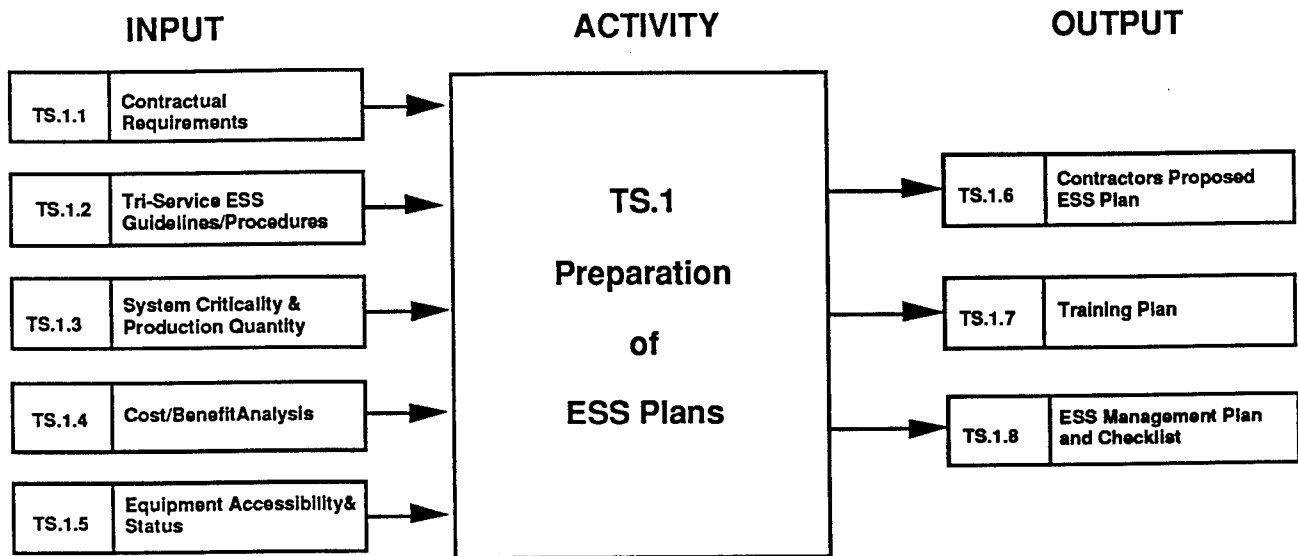 INPUT
ACTIVITY
OUTPUT
TS.1.1
Contractual
Requirements
TS.1.2
Tri-Service ESS
Guidelines/Procedures
TS.1.3
System Criticality &
Production Quantity
TS.1.4
Cost/BenefitAnalysis
TS.1.5
Equipment Accessibility&
Status
TS.1
Preparation
of
ESS Plans
TS.1.6
Contractors Proposed
ESS Plan
TS.1.7
Training Plan
TS.1.8
ESS Management Plan
and Checklist